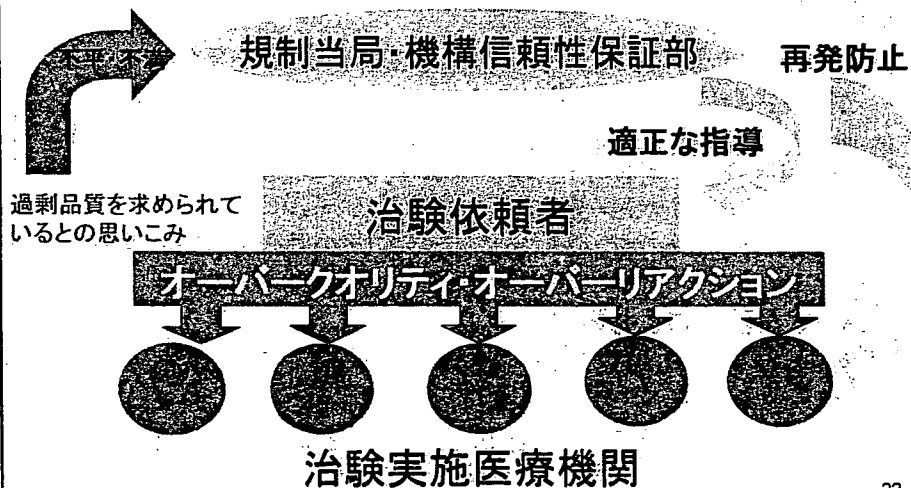 不平 不満
規制当局・機構信頼性保証部
再発防止
適正な指導
過剰品質を求められて
いるとの思いこみ
治験依頼者
オーバークオリティ・オーバーリアクション
治験実施医療機関